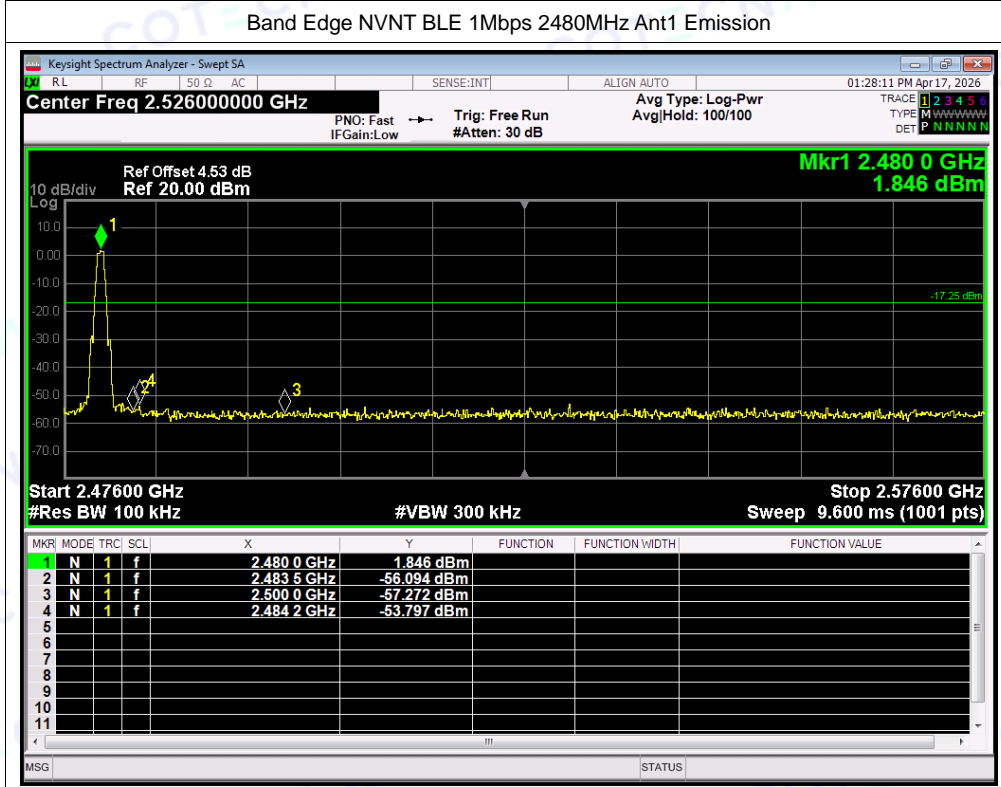 Band Edge NVNT BLE 1Mbps 2480MHz Ant1 Emission
Keysight Spectrum Analyzer - Swept SA
LXI RL RF 50 Ω AC SENSE:INT ALIGN AUTO 01:28:11 PM Apr 17, 2026
Center Freq 2.526000000 GHz
PNO: Fast
IFGain:Low
Trig: Free Run
#Atten: 30 dB
Avg Type: Log-Pwr
Avg|Hold: 100/100
TRACE 1 2 3 4 5 6
TYPE M WWWWW
DET P N N N N N
Ref Offset 4.53 dB
10 dB/div Ref 20.00 dBm
Log
Mkr1 2.480 0 GHz
1.846 dBm
10.0
0.00
-10.0
-20.0
-30.0
-40.0
-50.0
-60.0
-70.0
1
2
4
3
-17.25 dBm
Start 2.47600 GHz Stop 2.57600 GHz
#Res BW 100 kHz #VBW 300 kHz Sweep 9.600 ms (1001 pts)
MKR MODE TRC SCL X Y FUNCTION FUNCTION WIDTH FUNCTION VALUE
1 N 1 f 2.480 0 GHz 1.846 dBm
2 N 1 f 2.483 5 GHz -56.094 dBm
3 N 1 f 2.500 0 GHz -57.272 dBm
4 N 1 f 2.484 2 GHz -53.797 dBm
5
6
7
8
9
10
11
MSG STATUS
COTECNA